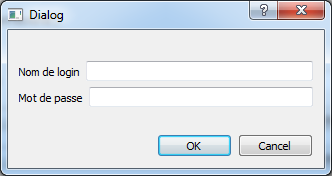 Dialog
Nom de login
Mot de passe
OK
Cancel